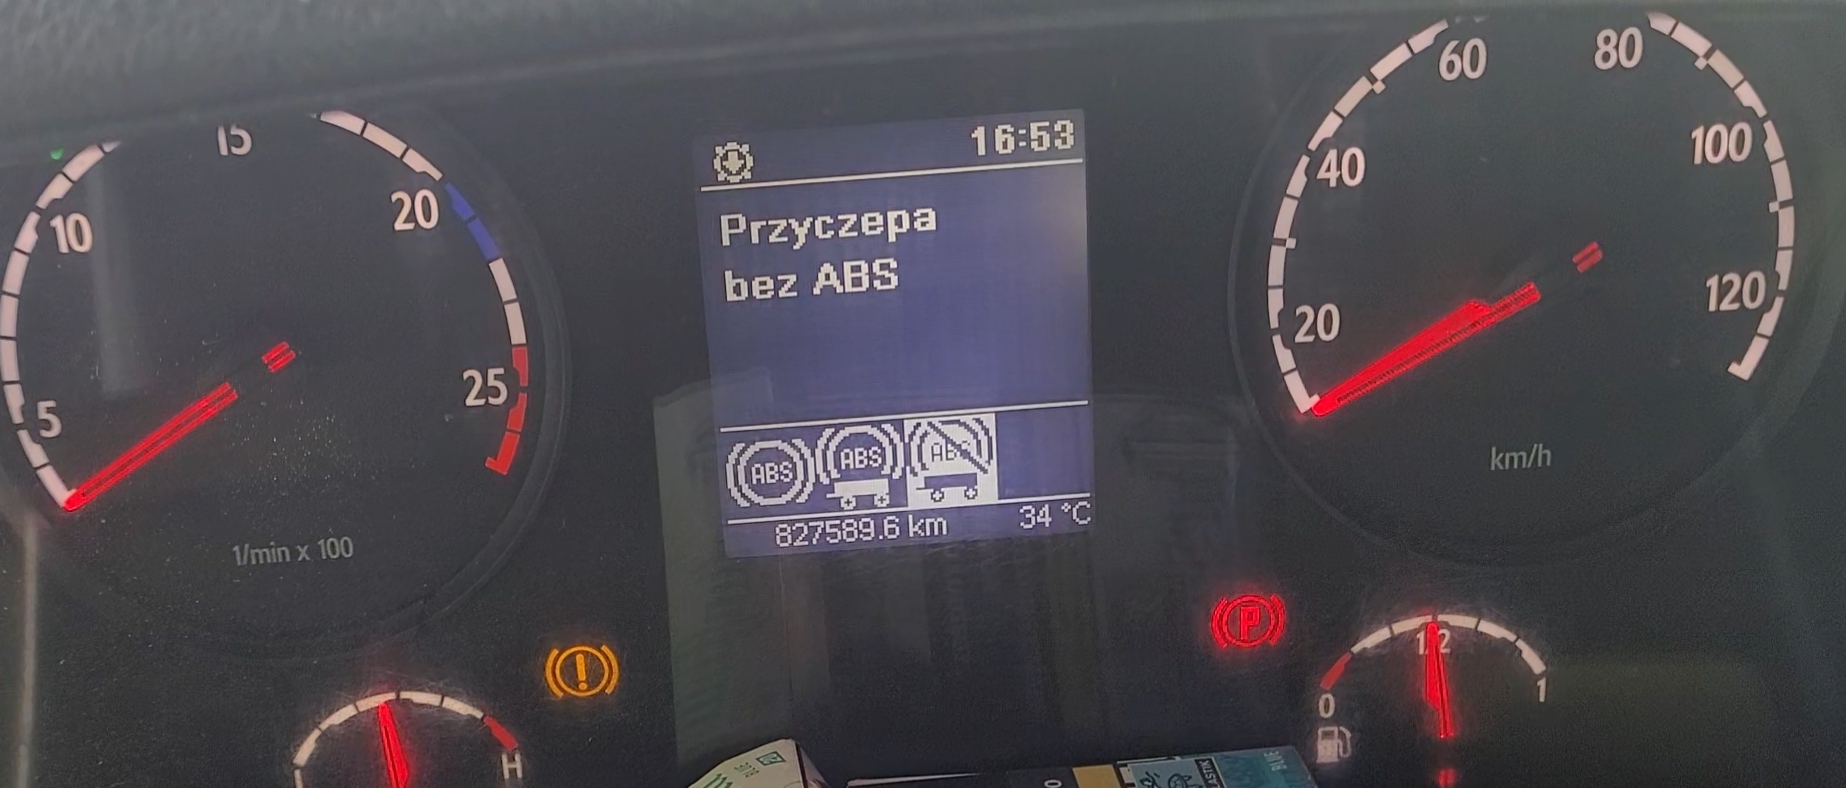 16:53
Przyczepa
bez ABS
ABS
ABS
827589.6 km
34 °C
5
10
15
20
25
1/min x 100
20
40
60
80
100
120
km/h
P
H
0
1/2
1